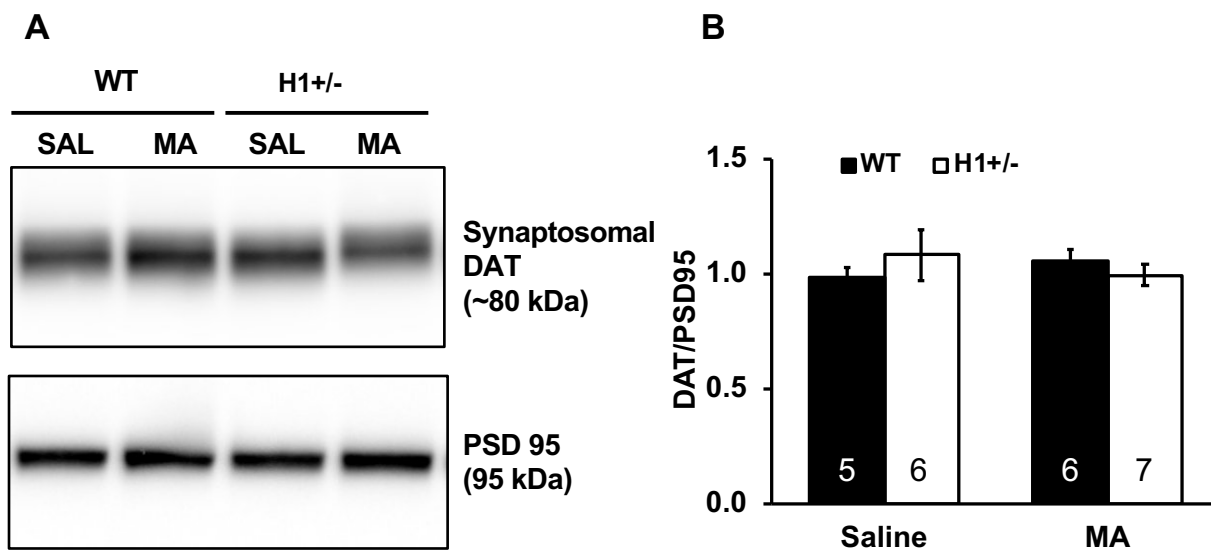 A
WT H1+/-
SAL MA SAL MA
Synaptosomal
DAT
(~80 kDa)
PSD 95
(95 kDa)
B
WT H1+/-
DAT/PSD95
1.5
1.0
0.5
0.0
5 6 6 7
Saline MA